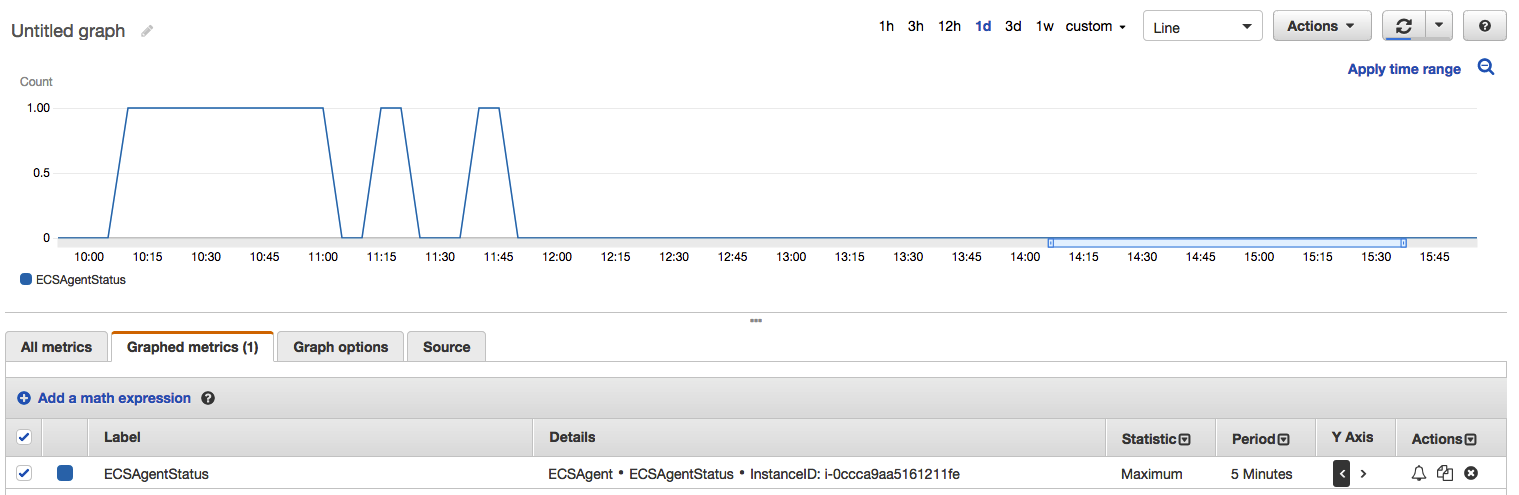 Untitled graph
1h 3h 12h 1d 3d 1w custom
Line
Actions
?
Apply time range
Count
1.00
0.5
0
10:00 10:15 10:30 10:45 11:00 11:15 11:30 11:45 12:00 12:15 12:30 12:45 13:00 13:15 13:30 13:45 14:00 14:15 14:30 14:45 15:00 15:15 15:30 15:45
ECSAgentStatus
All metrics
Graphed metrics (1)
Graph options
Source
Add a math expression ?
Label Details Statistic Period Y Axis Actions
ECSAgentStatus ECSAgent • ECSAgentStatus • InstanceID: i-0ccca9aa5161211fe Maximum 5 Minutes < >